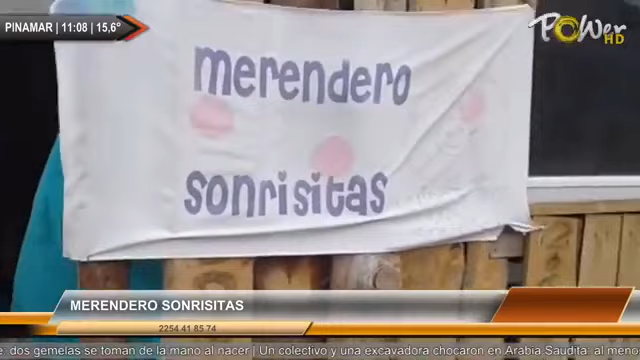 PINAMAR | 11:08 | 15,6°
POWer
HD
merendero
sonrisitas
MERENDERO SONRISITAS
2254 41 85 74
dos gemelas se toman de la mano al nacer | Un colectivo y una excavadora chocaron en Arabia Saudita: al meno